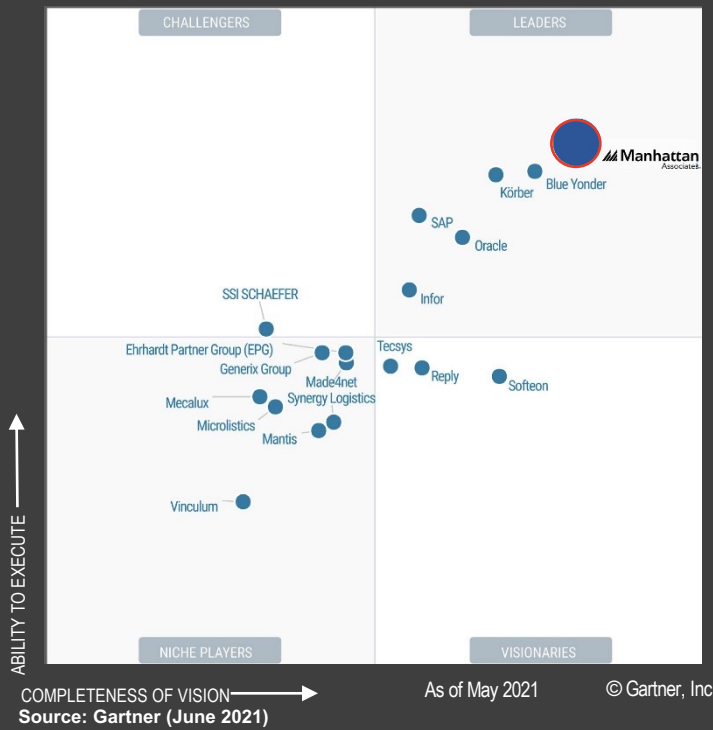 CHALLENGERS
LEADERS
Manhattan
Associates
Blue Yonder
Körber
SAP
Oracle
Infor
SSI SCHAEFER
Ehrhardt Partner Group (EPG)
Generix Group
Made4net
Synergy Logistics
Tecsys
Reply
Softeon
Mecalux
Microlistics
Mantis
Vinculum
NICHE PLAYERS
VISIONARIES
ABILITY TO EXECUTE
COMPLETENESS OF VISION
As of May 2021
© Gartner, Inc
Source: Gartner (June 2021)